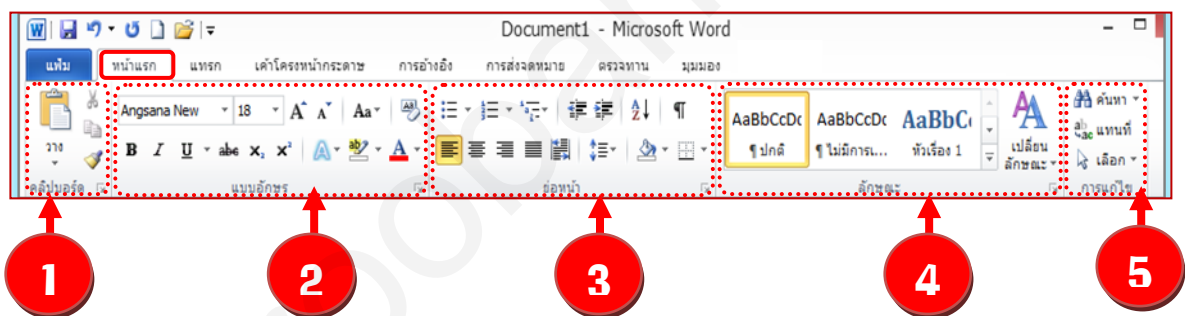 Document1 - Microsoft Word
แฟ้ม หน้าแรก แทรก เค้าโครงหน้ากระดาษ การอ้างอิง การส่งจดหมาย ตรวจทาน มุมมอง
Angsana New 18 A A Aa AB AaBbCcDc AaBbCcDc AaBbC A ค้นหา
วาง B I U abc X₂ X² A ab A ¶ ปกติ ¶ ไม่มีการเ... หัวเรื่อง 1 เปลี่ยนลักษณะ แทนที่
เลือก
คลิปบอร์ด แบบอักษร ย่อหน้า ลักษณะ การแก้ไข
1 2 3 4 5